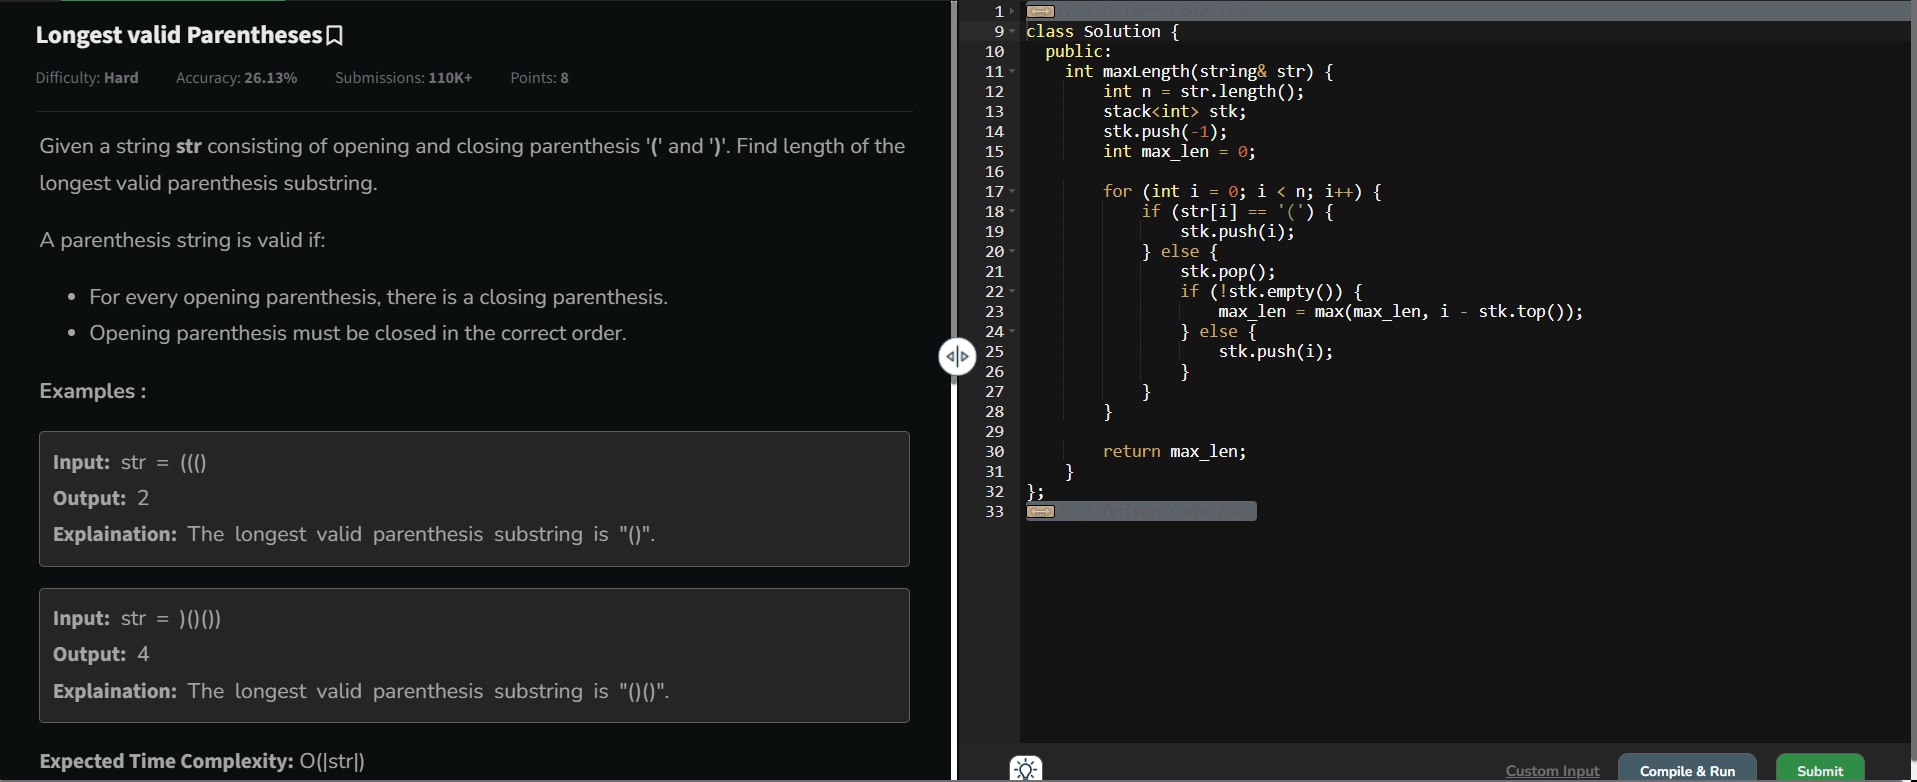 Longest valid Parentheses
Difficulty: Hard Accuracy: 26.13% Submissions: 110K+ Points: 8
Given a string str consisting of opening and closing parenthesis '(' and ')'. Find length of the
longest valid parenthesis substring.
A parenthesis string is valid if:
• For every opening parenthesis, there is a closing parenthesis.
• Opening parenthesis must be closed in the correct order.
Examples :
Input: str = ((()
Output: 2
Explaination: The longest valid parenthesis substring is "()".
Input: str = )()())
Output: 4
Explaination: The longest valid parenthesis substring is "()()".
Expected Time Complexity: O(|str|)
1 // } Driver Code Ends
9 class Solution {
10 public:
11 int maxLength(string& str) {
12 int n = str.length();
13 stack<int> stk;
14 stk.push(-1);
15 int max_len = 0;
16
17 for (int i = 0; i < n; i++) {
18 if (str[i] == '(') {
19 stk.push(i);
20 } else {
21 stk.pop();
22 if (!stk.empty()) {
23 max_len = max(max_len, i - stk.top());
24 } else {
25 stk.push(i);
26 }
27 }
28 }
29
30 return max_len;
31 }
32 };
33 // } Driver Code Ends
Custom Input Compile & Run Submit